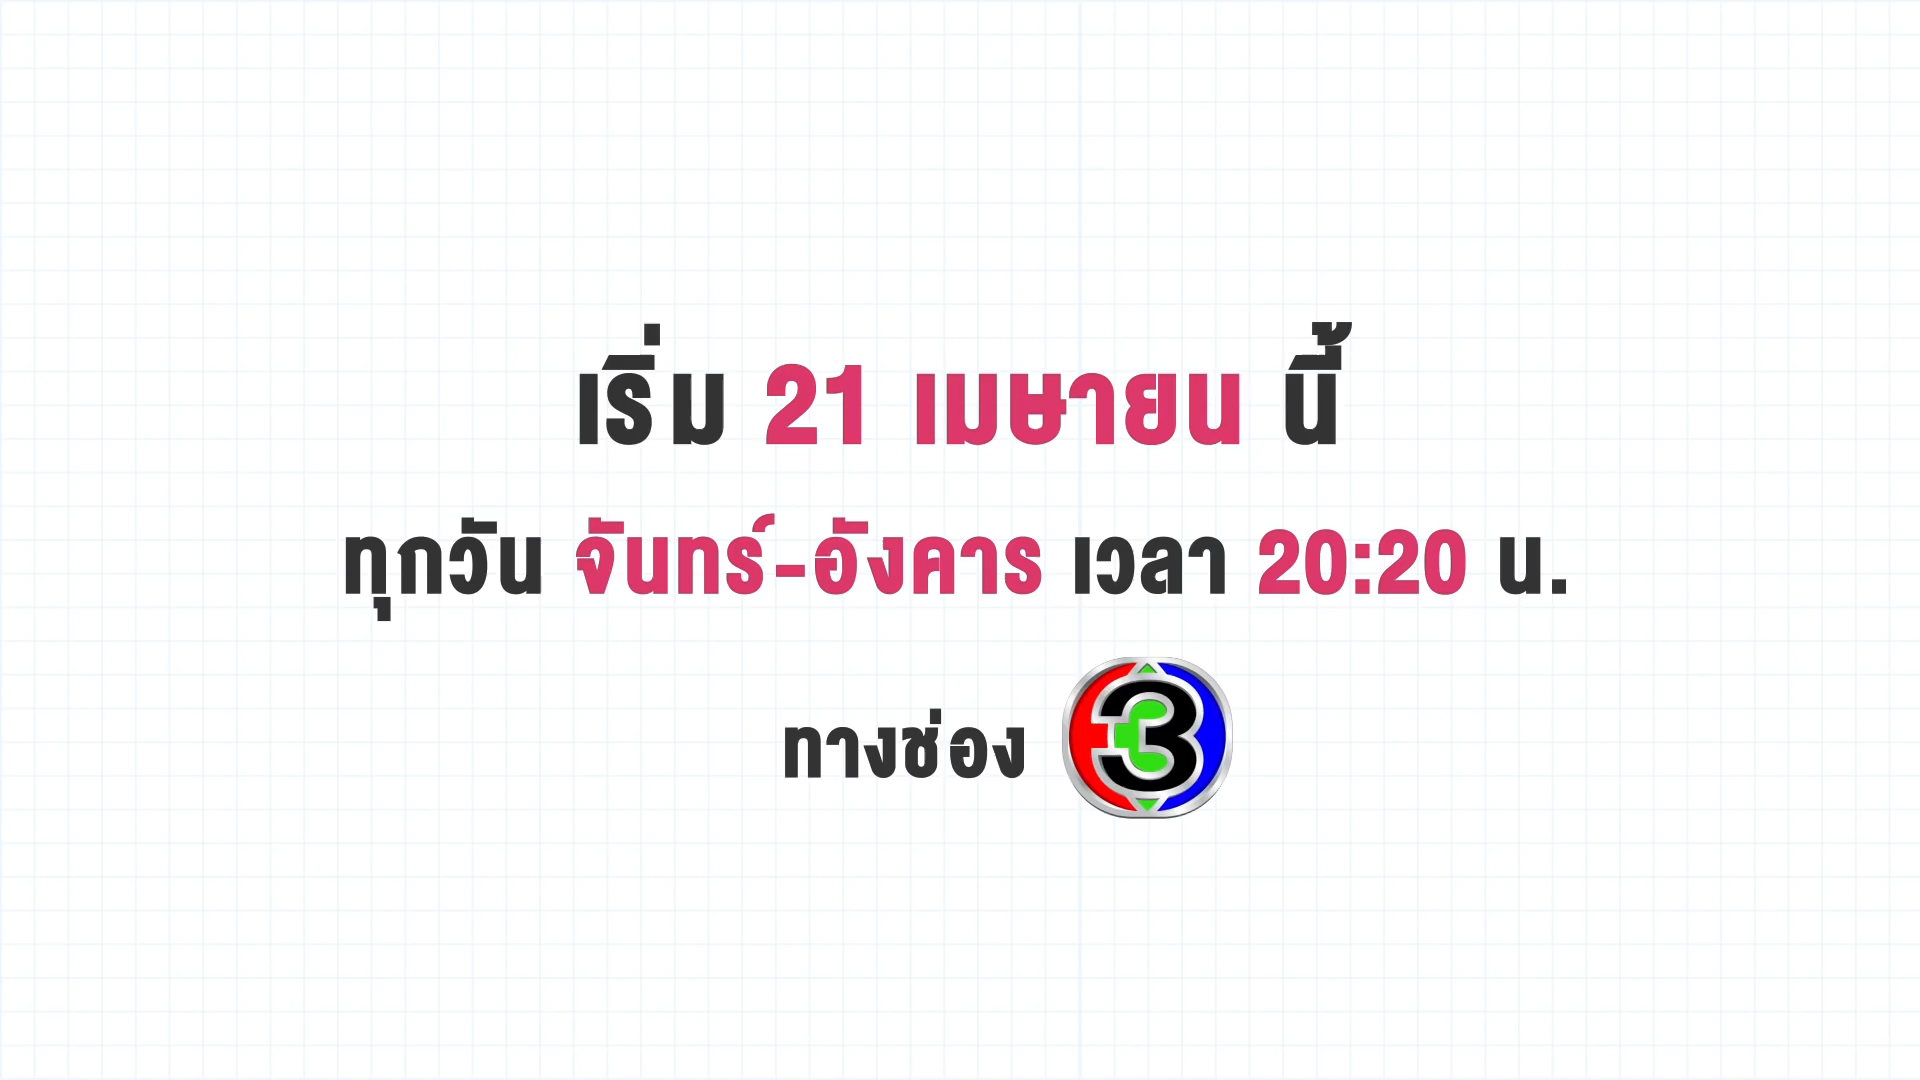 เริ่ม 21 เมษายน นี้
ทุกวัน จันทร์-อังคาร เวลา 20:20 น.
ทางช่อง 3